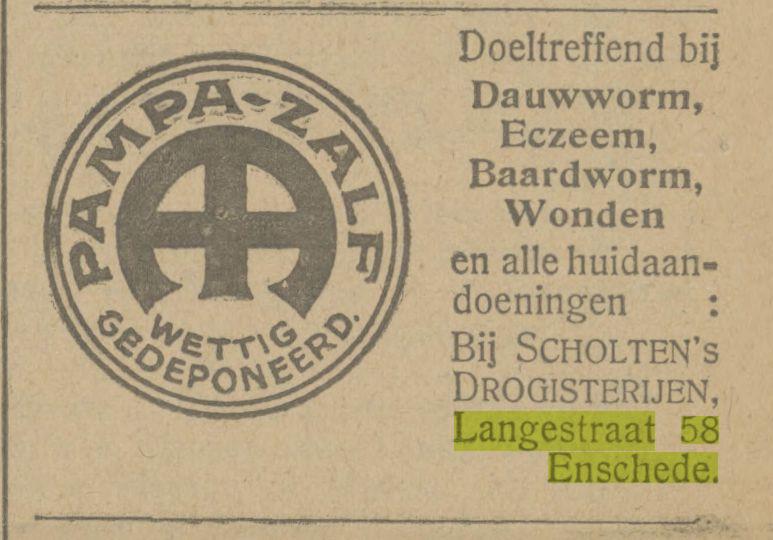 PAMPA-ZALF
WETTIG
GEDEPONEERD.
Doeltreffend bij
Dauwworm,
Eczeem,
Baardworm,
Wonden
en alle huidaan-
doeningen :
Bij SCHOLTEN'S
DROGISTERIJEN,
Langestraat 58
Enschede.